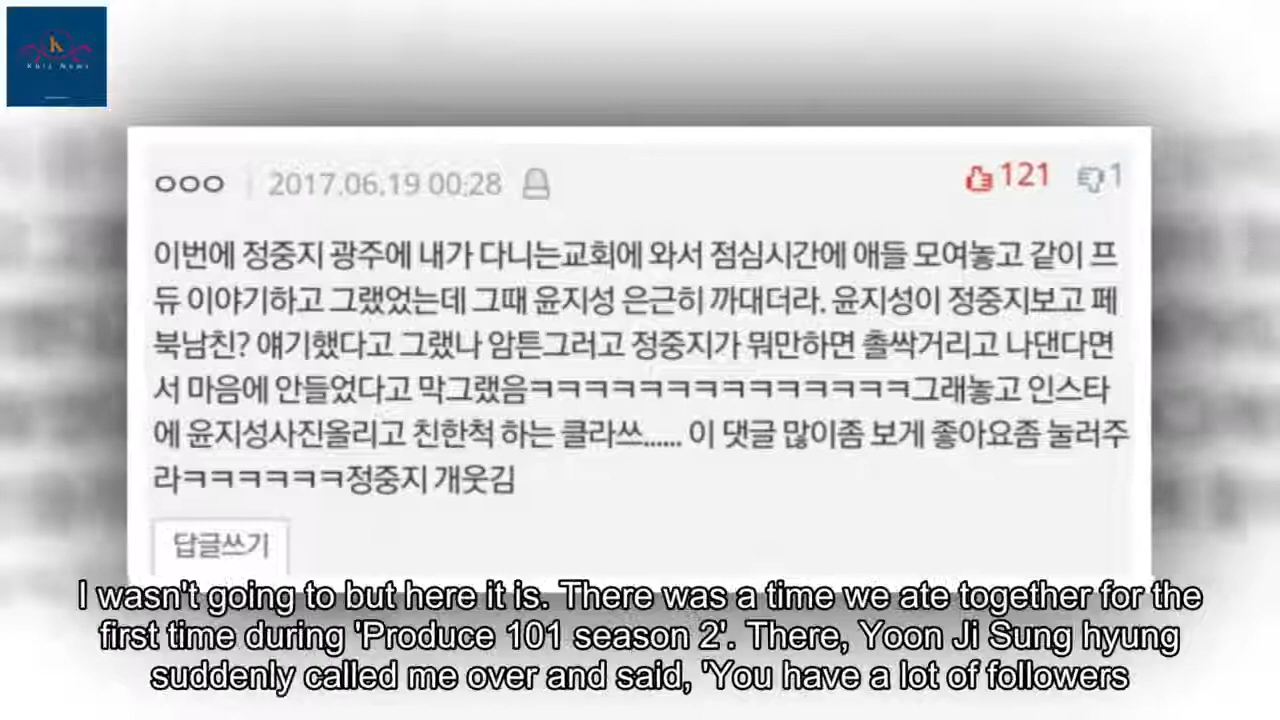 k
Kbiz News
ㅇㅇㅇ 2017.06.19 00:28 121 1
이번에 정중지 광주에 내가 다니는교회에 와서 점심시간에 애들 모여놓고 같이 프
듀 이야기하고 그랬었는데 그때 윤지성 은근히 까대더라. 윤지성이 정중지보고 페
북남친? 얘기했다고 그랬나 암튼그러고 정중지가 뭐만하면 촐싹거리고 나댄다면
서 마음에 안들었다고 막그랬음ㅋㅋㅋㅋㅋㅋㅋㅋㅋㅋㅋㅋㅋㅋ그래놓고 인스타
에 윤지성사진올리고 친한척 하는 클라쓰...... 이 댓글 많이좀 보게 좋아요좀 눌러주
라ㅋㅋㅋㅋㅋㅋ정중지 개웃김
답글쓰기
I wasn't going to but here it is. There was a time we ate together for the
first time during 'Produce 101 season 2'. There, Yoon Ji Sung hyung
suddenly called me over and said, 'You have a lot of followers